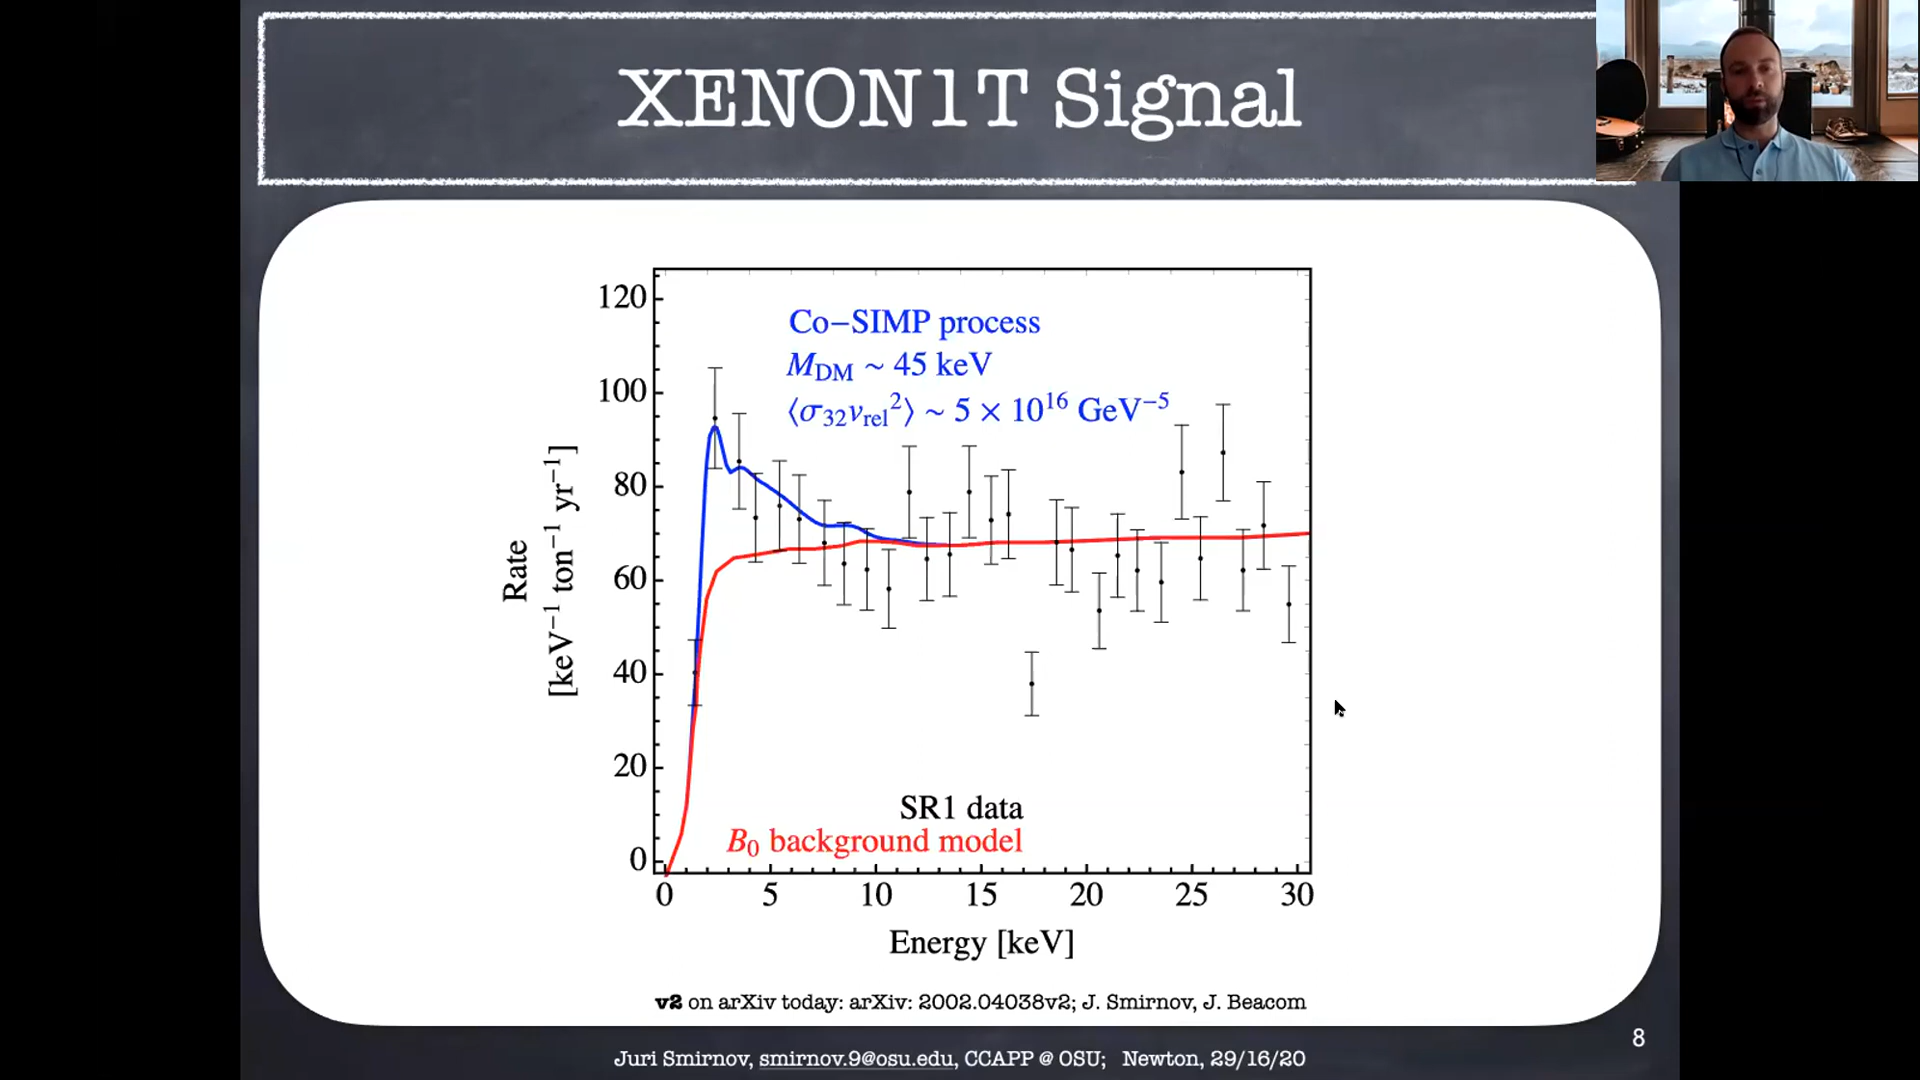 XENON1T Signal
Co–SIMP process
M_DM ~ 45 keV
⟨σ₃₂v_rel²⟩ ~ 5 × 10¹⁶ GeV⁻⁵
120
100
80
60
40
20
0
Rate
[keV⁻¹ ton⁻¹ yr⁻¹]
SR1 data
B₀ background model
0 5 10 15 20 25 30
Energy [keV]
v2 on arXiv today: arXiv: 2002.04038v2; J. Smirnov, J. Beacom
8
Juri Smirnov, smirnov.9@osu.edu, CCAPP @ OSU; Newton, 29/16/20